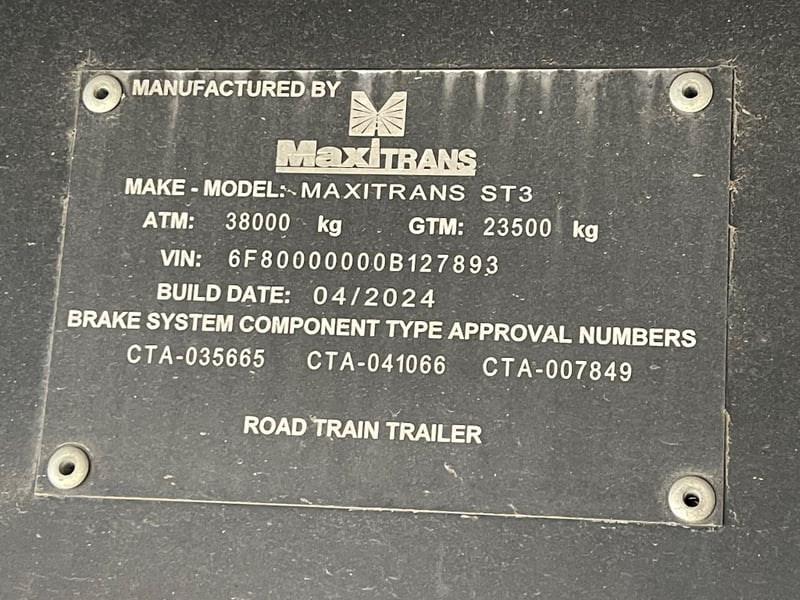 MANUFACTURED BY
MaxiTRANS
MAKE - MODEL: MAXITRANS ST3
ATM: 38000 kg GTM: 23500 kg
VIN: 6F80000000B127893
BUILD DATE: 04/2024
BRAKE SYSTEM COMPONENT TYPE APPROVAL NUMBERS
CTA-035665 CTA-041066 CTA-007849
ROAD TRAIN TRAILER